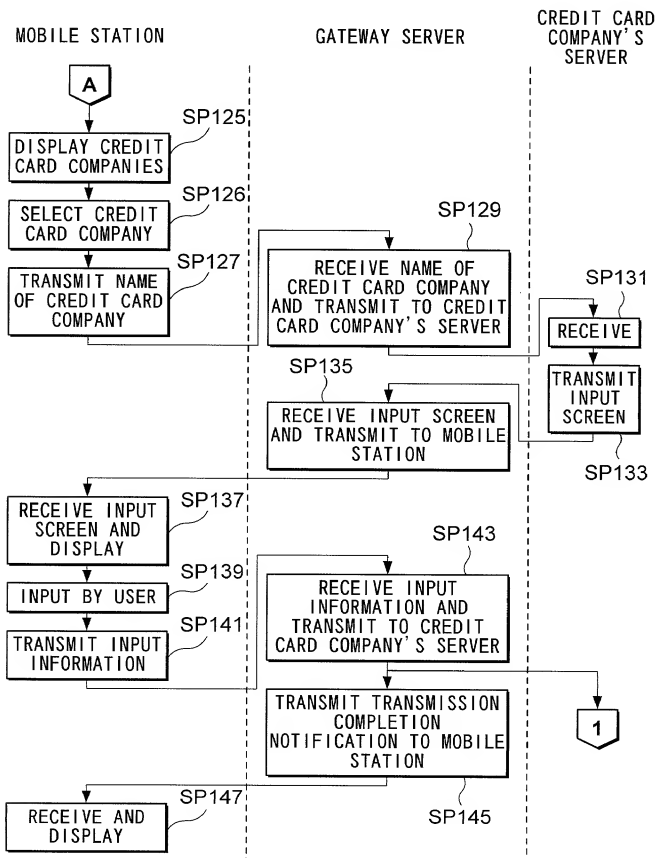 MOBILE STATION
GATEWAY SERVER
CREDIT CARD
COMPANY'S
SERVER
A
SP125
DISPLAY CREDIT
CARD COMPANIES
SP126
SELECT CREDIT
CARD COMPANY
SP127
TRANSMIT NAME
OF CREDIT CARD
COMPANY
SP129
RECEIVE NAME OF
CREDIT CARD COMPANY
AND TRANSMIT TO CREDIT
CARD COMPANY'S SERVER
SP131
RECEIVE
TRANSMIT
INPUT
SCREEN
SP133
SP135
RECEIVE INPUT SCREEN
AND TRANSMIT TO MOBILE
STATION
SP137
RECEIVE INPUT
SCREEN AND
DISPLAY
SP139
INPUT BY USER
SP141
TRANSMIT INPUT
INFORMATION
SP143
RECEIVE INPUT
INFORMATION AND
TRANSMIT TO CREDIT
CARD COMPANY'S SERVER
1
TRANSMIT TRANSMISSION
COMPLETION
NOTIFICATION TO MOBILE
STATION
SP145
SP147
RECEIVE AND
DISPLAY